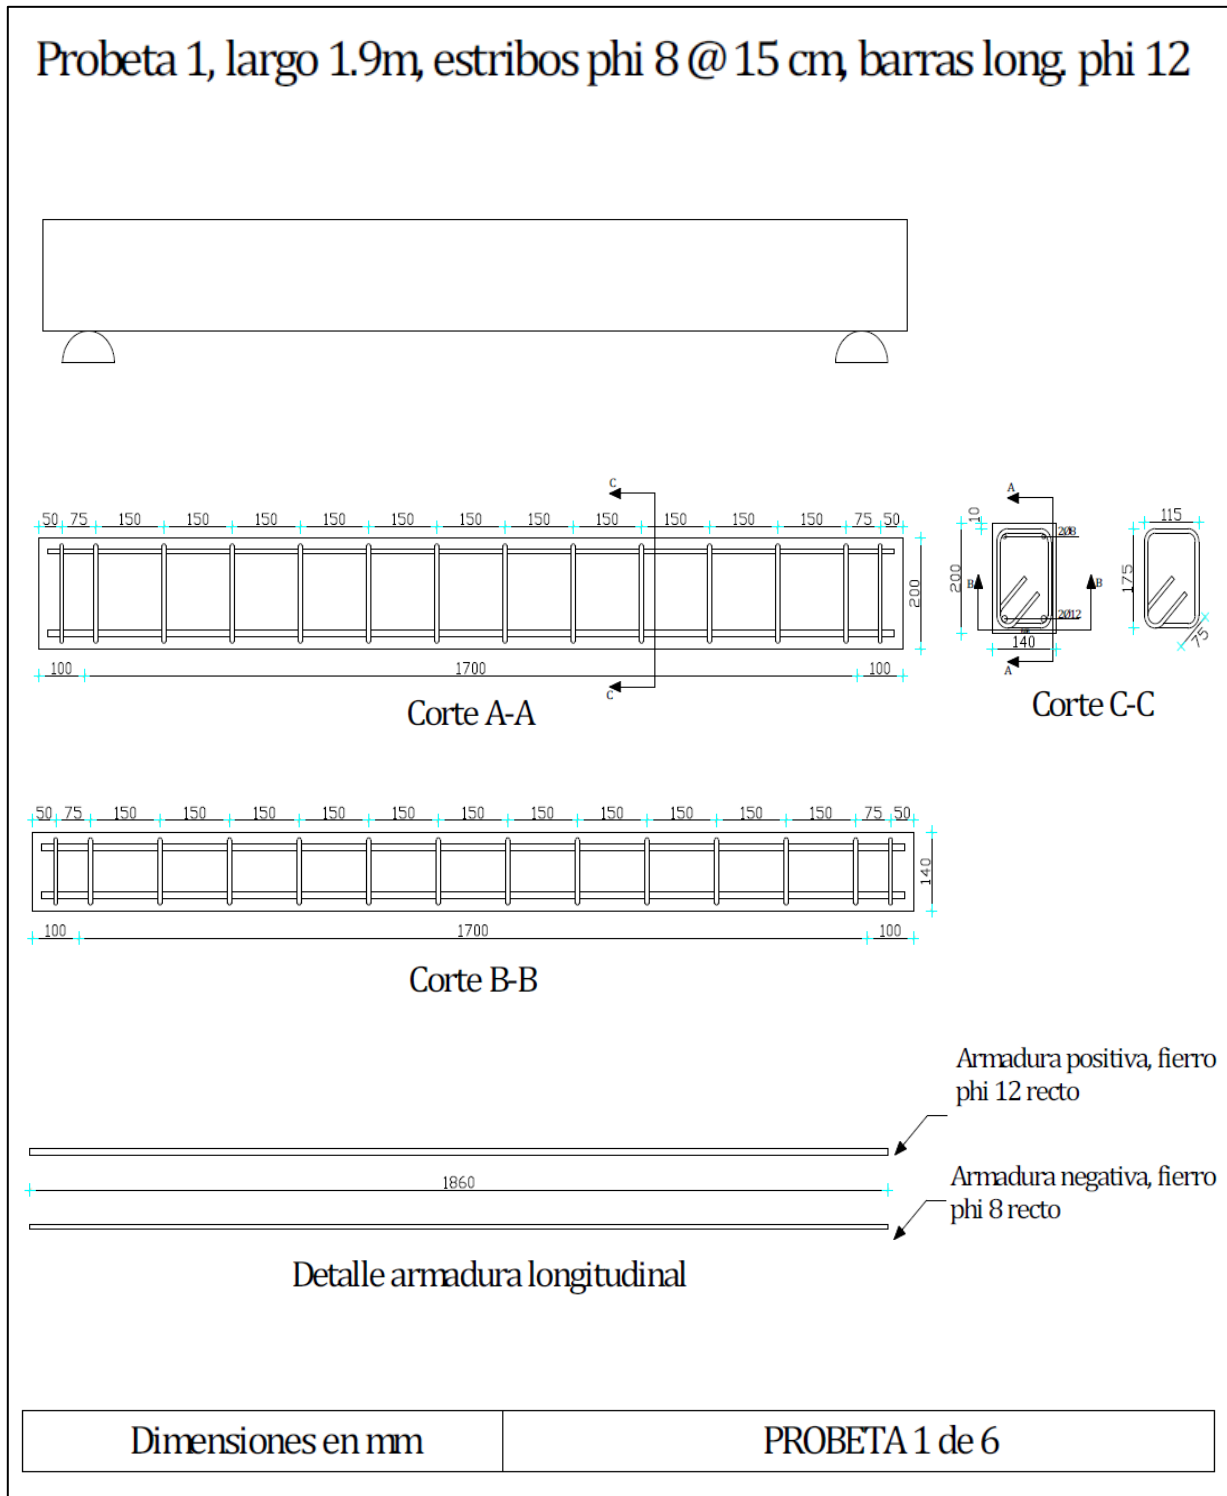 Probeta 1, largo 1.9m, estribos phi 8 @ 15 cm, barras long. phi 12
C
50 75 150 150 150 150 150 150 150 150 150 150 150 75 50
200
100 1700 100
C
Corte A-A
A
10
2Ø8
200
B B
2Ø12
140
A
115
175
75
Corte C-C
50 75 150 150 150 150 150 150 150 150 150 150 150 75 50
140
100 1700 100
Corte B-B
Armadura positiva, fierro
phi 12 recto
1860
Armadura negativa, fierro
phi 8 recto
Detalle armadura longitudinal
Dimensiones en mm
PROBETA 1 de 6